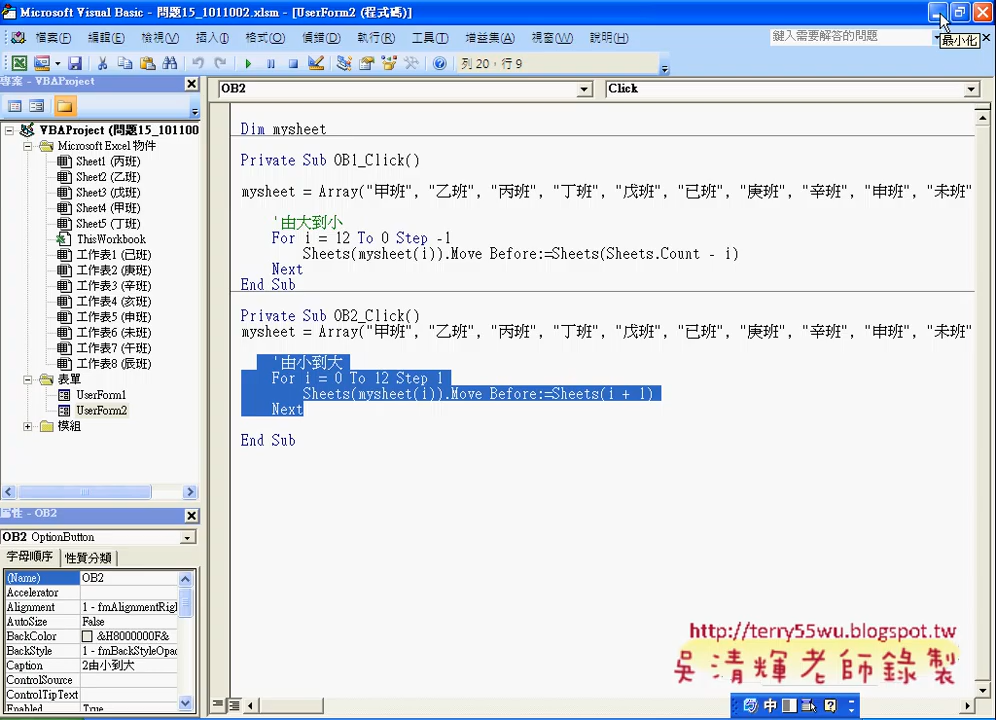 Microsoft Visual Basic - 問題15_1011002.xlsm - [UserForm2 (程式碼)]
檔案(F) 編輯(E) 檢視(V) 插入(I) 格式(O) 偵錯(D) 執行(R) 工具(T) 增益集(A) 視窗(W) 說明(H) 鍵入需要解答的問題
最小化
列 20，行 9
專案 - VBAProject
OB2 Click
VBAProject (問題15_101100
Microsoft Excel 物件
Sheet1 (丙班)
Sheet2 (乙班)
Sheet3 (戊班)
Sheet4 (甲班)
Sheet5 (丁班)
ThisWorkbook
工作表1 (已班)
工作表2 (庚班)
工作表3 (辛班)
工作表4 (亥班)
工作表5 (申班)
工作表6 (未班)
工作表7 (午班)
工作表8 (辰班)
表單
UserForm1
UserForm2
模組
Dim mysheet
Private Sub OB1_Click()
mysheet = Array("甲班", "乙班", "丙班", "丁班", "戊班", "已班", "庚班", "辛班", "申班", "未班"
'由大到小
For i = 12 To 0 Step -1
Sheets(mysheet(i)).Move Before:=Sheets(Sheets.Count - i)
Next
End Sub
Private Sub OB2_Click()
mysheet = Array("甲班", "乙班", "丙班", "丁班", "戊班", "已班", "庚班", "辛班", "申班", "未班"
'由小到大
For i = 0 To 12 Step 1
Sheets(mysheet(i)).Move Before:=Sheets(i + 1)
Next
End Sub
屬性 - OB2
OB2 OptionButton
字母順序 性質分類
(Name) OB2
Accelerator
Alignment 1 - fmAlignmentRigl
AutoSize False
BackColor &H8000000F&
BackStyle 1 - fmBackStyleOpac
Caption 2由小到大
ControlSource
ControlTipText
Enabled True
http://terry55wu.blogspot.tw
吳清輝老師錄製
中